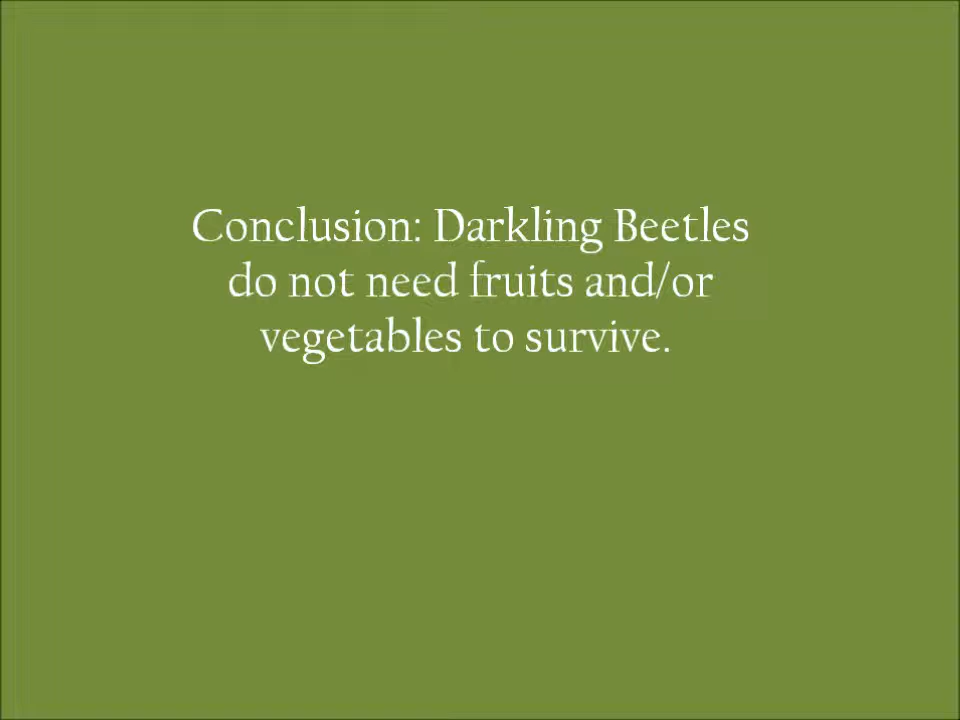 Conclusion: Darkling Beetles
do not need fruits and/or
vegetables to survive.